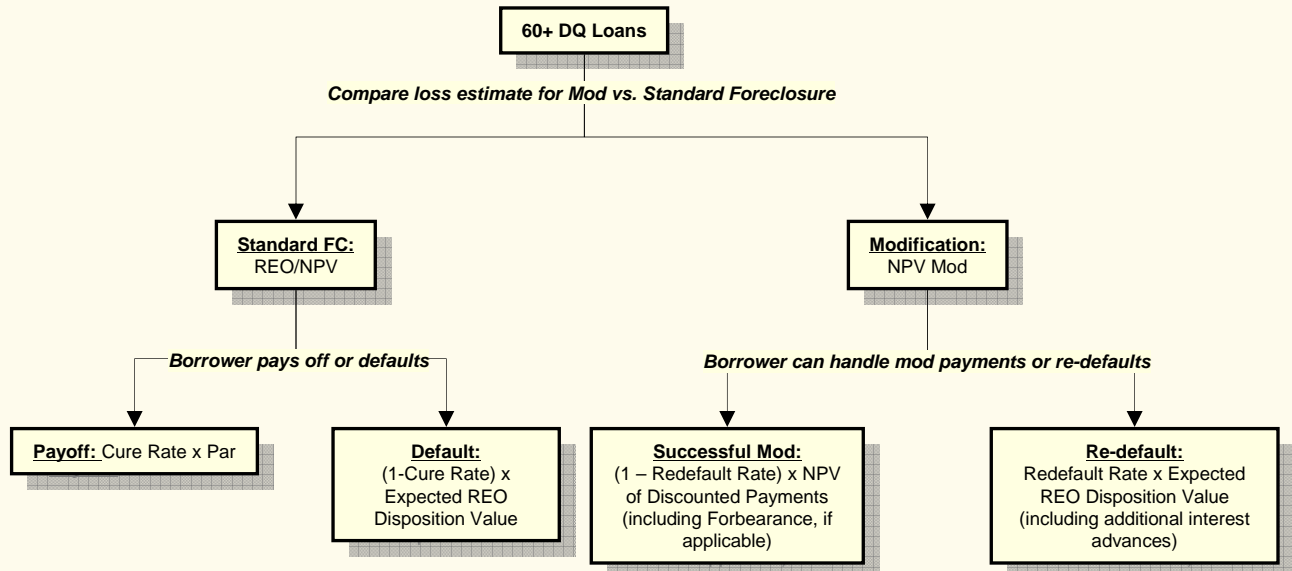 60+ DQ Loans
Compare loss estimate for Mod vs. Standard Foreclosure
Standard FC:
REO/NPV
Modification:
NPV Mod
Borrower pays off or defaults
Borrower can handle mod payments or re-defaults
Payoff: Cure Rate x Par
Default:
(1-Cure Rate) x
Expected REO
Disposition Value
Successful Mod:
(1 – Redefault Rate) x NPV
of Discounted Payments
(including Forbearance, if
applicable)
Re-default:
Redefault Rate x Expected
REO Disposition Value
(including additional interest
advances)